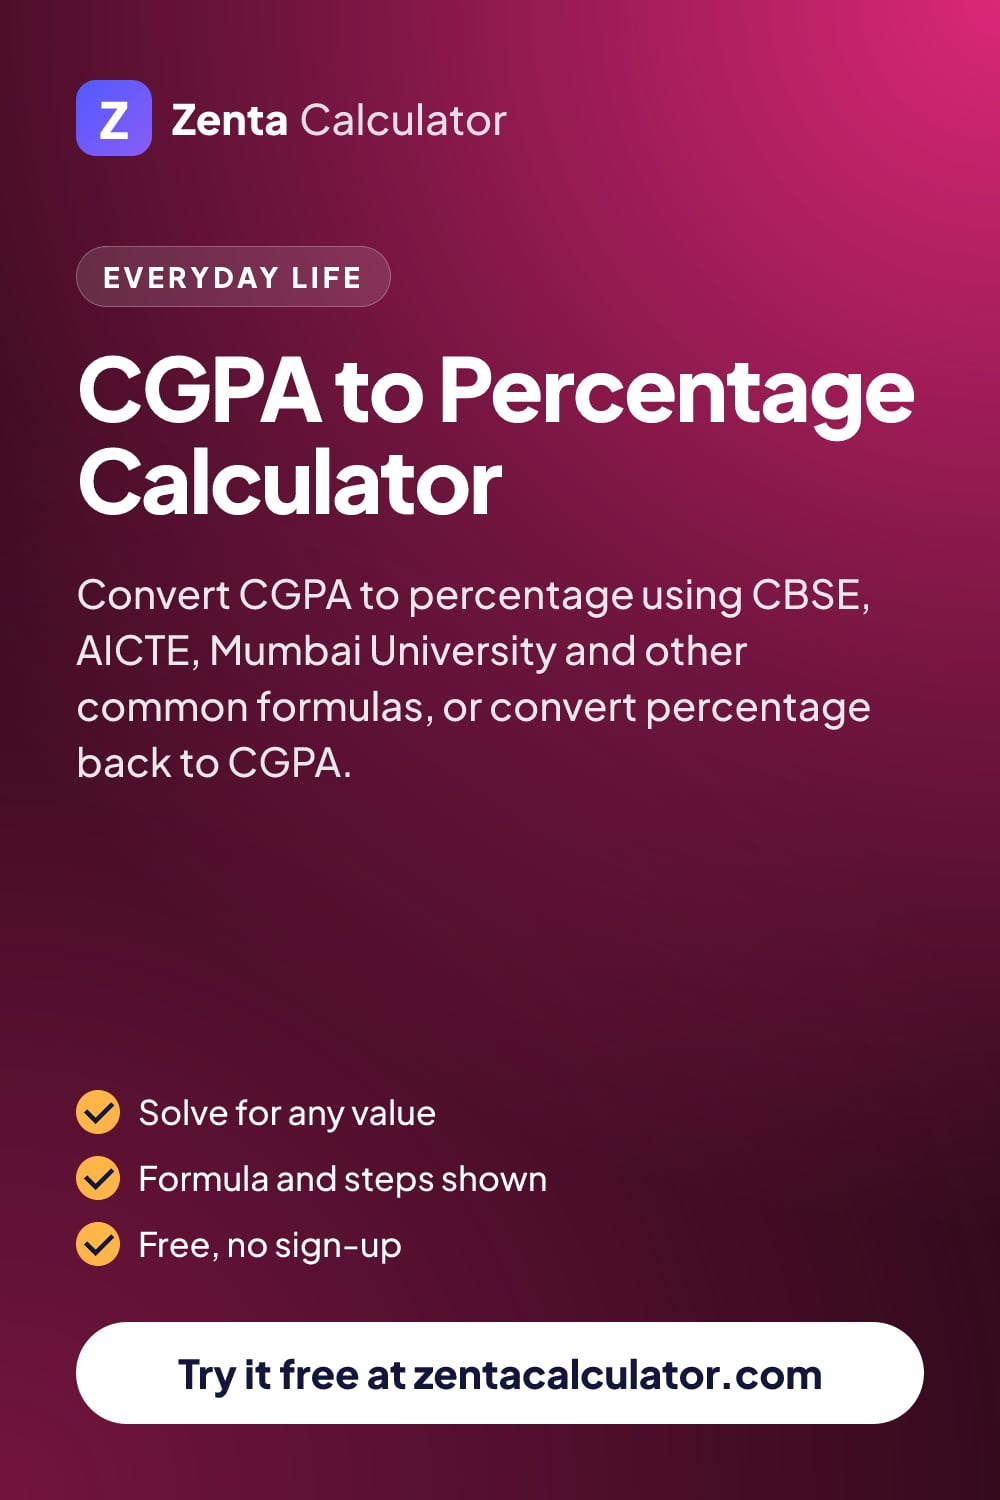 Z Zenta Calculator
EVERYDAY LIFE
CGPA to Percentage
Calculator
Convert CGPA to percentage using CBSE,
AICTE, Mumbai University and other
common formulas, or convert percentage
back to CGPA.
Solve for any value
Formula and steps shown
Free, no sign-up
Try it free at zentacalculator.com